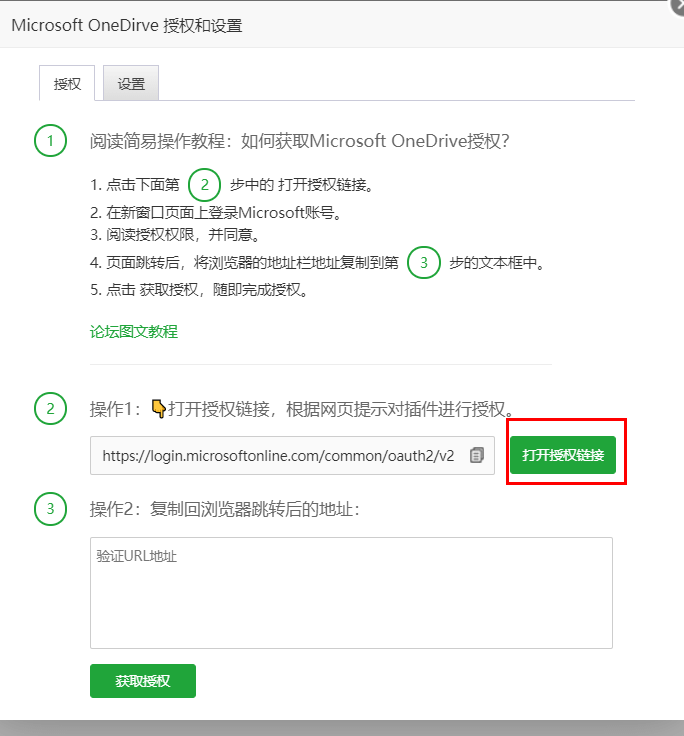 Microsoft OneDirve 授权和设置
授权 设置
1 阅读简易操作教程：如何获取Microsoft OneDrive授权？
1. 点击下面第 2 步中的 打开授权链接。
2. 在新窗口页面上登录Microsoft账号。
3. 阅读授权权限，并同意。
4. 页面跳转后，将浏览器的地址栏地址复制到第 3 步的文本框中。
5. 点击 获取授权，随即完成授权。
论坛图文教程
2 操作1：👇打开授权链接，根据网页提示对插件进行授权。
https://login.microsoftonline.com/common/oauth2/v2 打开授权链接
3 操作2：复制回浏览器跳转后的地址：
验证URL地址
获取授权